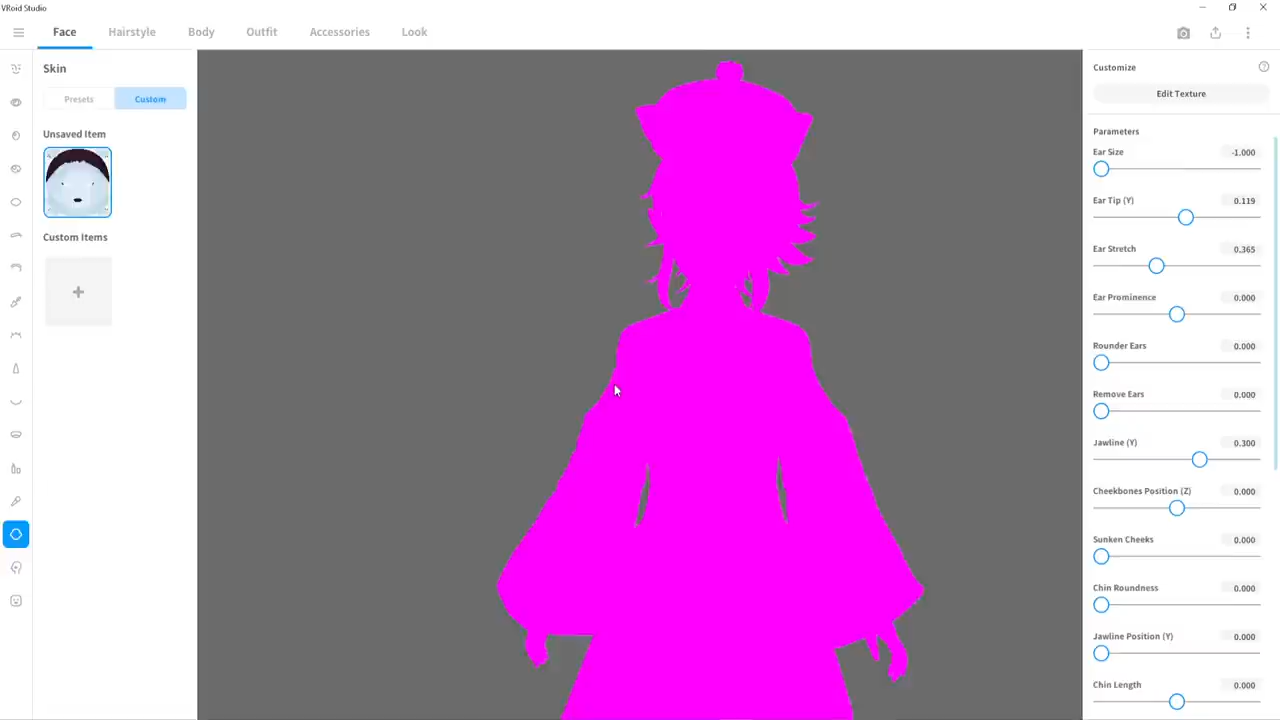 VRoid Studio
Face
Hairstyle
Body
Outfit
Accessories
Look
Skin
Presets
Custom
Unsaved Item
Custom Items
Customize
Edit Texture
Parameters
Ear Size -1.000
Ear Tip (Y) 0.119
Ear Stretch 0.365
Ear Prominence 0.000
Rounder Ears 0.000
Remove Ears 0.000
Jawline (Y) 0.300
Cheekbones Position (Z) 0.000
Sunken Cheeks 0.000
Chin Roundness 0.000
Jawline Position (Y) 0.000
Chin Length 0.000